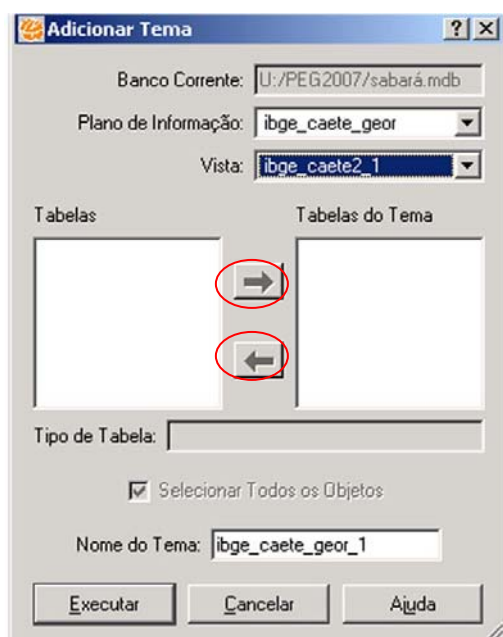 Adicionar Tema
Banco Corrente: U:/PEG2007/sabará.mdb
Plano de Informação: ibge_caete_geor
Vista: ibge_caete2_1
Tabelas Tabelas do Tema
Tipo de Tabela:
Selecionar Todos os Objetos
Nome do Tema: ibge_caete_geor_1
Executar Cancelar Ajuda